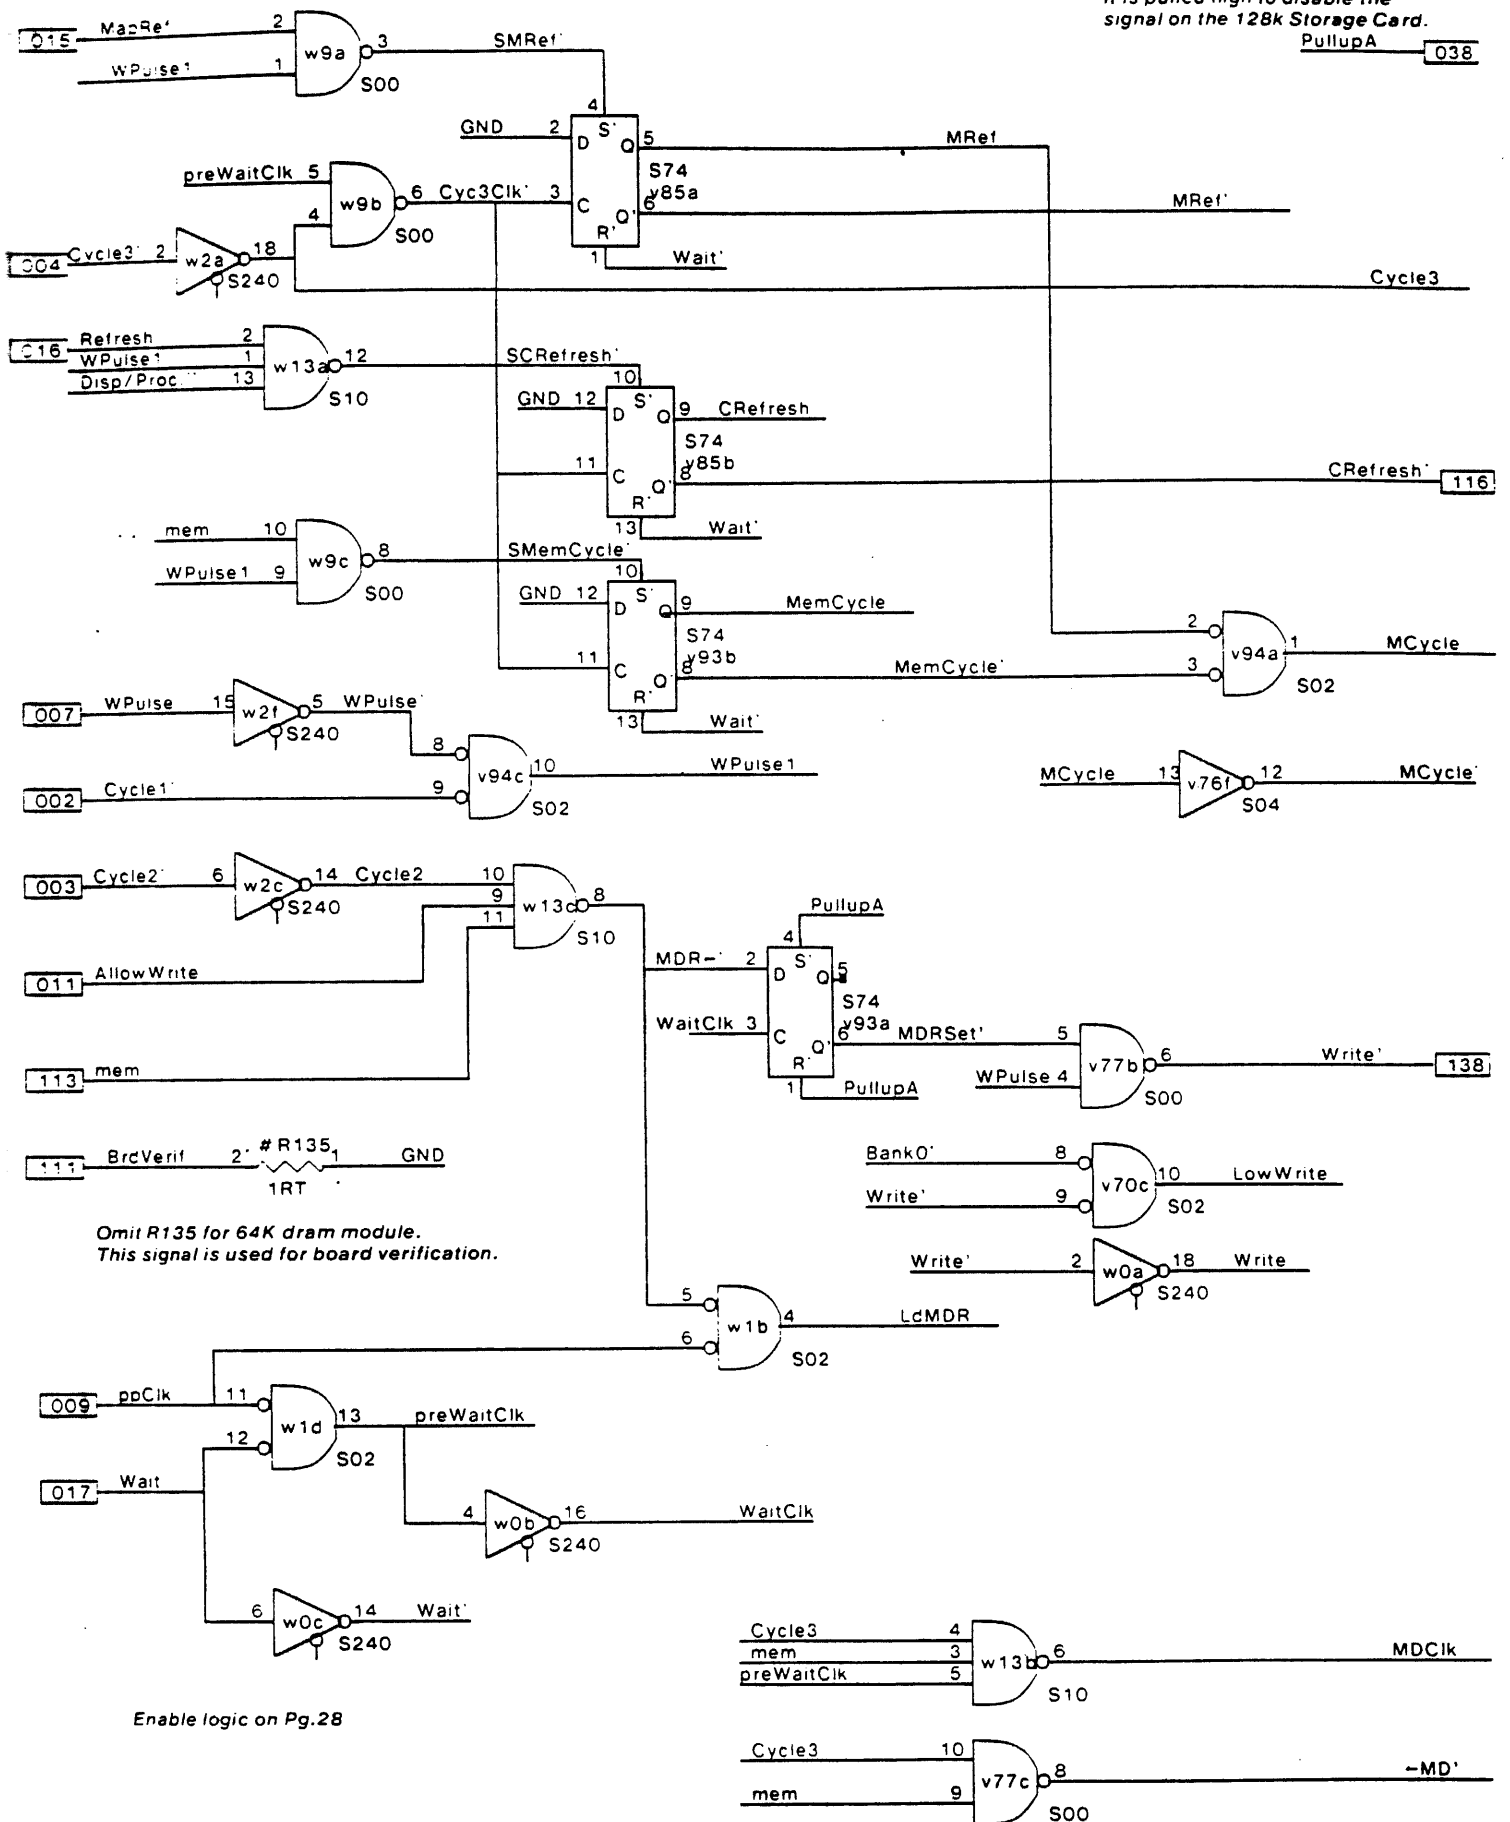 It is pulled high to disable the
signal on the 128k Storage Card.
PullupA 038
015 MapRef 2 w9a 3 SMRef'
WPulse1 1 S00
GND 2 D S' 4 Q 5 MRef
S74
v85a
preWaitClk 5 w9b 6 Cyc3Clk' 3 C Q' 6 MRef'
4 S00 R' 1 Wait'
004 Cycle3' 2 w2a 18 S240 Cycle3
016 Refresh 2 w13a 12 SCRefresh'
WPulse1 1
Disp/Proc' 13 S10
10 S'
GND 12 D Q 9 CRefresh
S74
v85b
11 C Q' 8 CRefresh' 116
R' 13 Wait'
mem 10 w9c 8 SMemCycle'
WPulse1 9 S00
10 S'
GND 12 D Q 9 MemCycle
S74
v93b
11 C Q' 8 MemCycle'
R' 13 Wait'
2 3 v94a 1 MCycle
S02
007 WPulse 15 w2f 5 WPulse'
S240
8 v94c 10 WPulse1
002 Cycle1' 9 S02
MCycle 13 v76f 12 MCycle'
S04
003 Cycle2' 6 w2c 14 Cycle2 10 w13c 8
S240 9 11 S10
011 AllowWrite
113 mem
PullupA
4 S'
MDR←' 2 D Q 5
S74
v93a
WaitClk 3 C Q' 6 MDRSet' 5 v77b 6 Write' 138
R' 1 PullupA
WPulse 4 S00
111 BrdVerif 2 #R135 1 GND
1RT
Omit R135 for 64K dram module.
This signal is used for board verification.
Bank0' 8 v70c 10 LowWrite
Write' 9 S02
Write' 2 w0a 18 Write
S240
5 w1b 4 LdMDR
6 S02
009 ppClk 11 w1d 13 preWaitClk
12 S02
017 Wait
4 w0b 16 WaitClk
S240
6 w0c 14 Wait'
S240
Cycle3 4 w13b 6 MDClk
mem 3
preWaitClk 5 S10
Enable logic on Pg.28
Cycle3 10 v77c 8 ←MD'
mem 9 S00